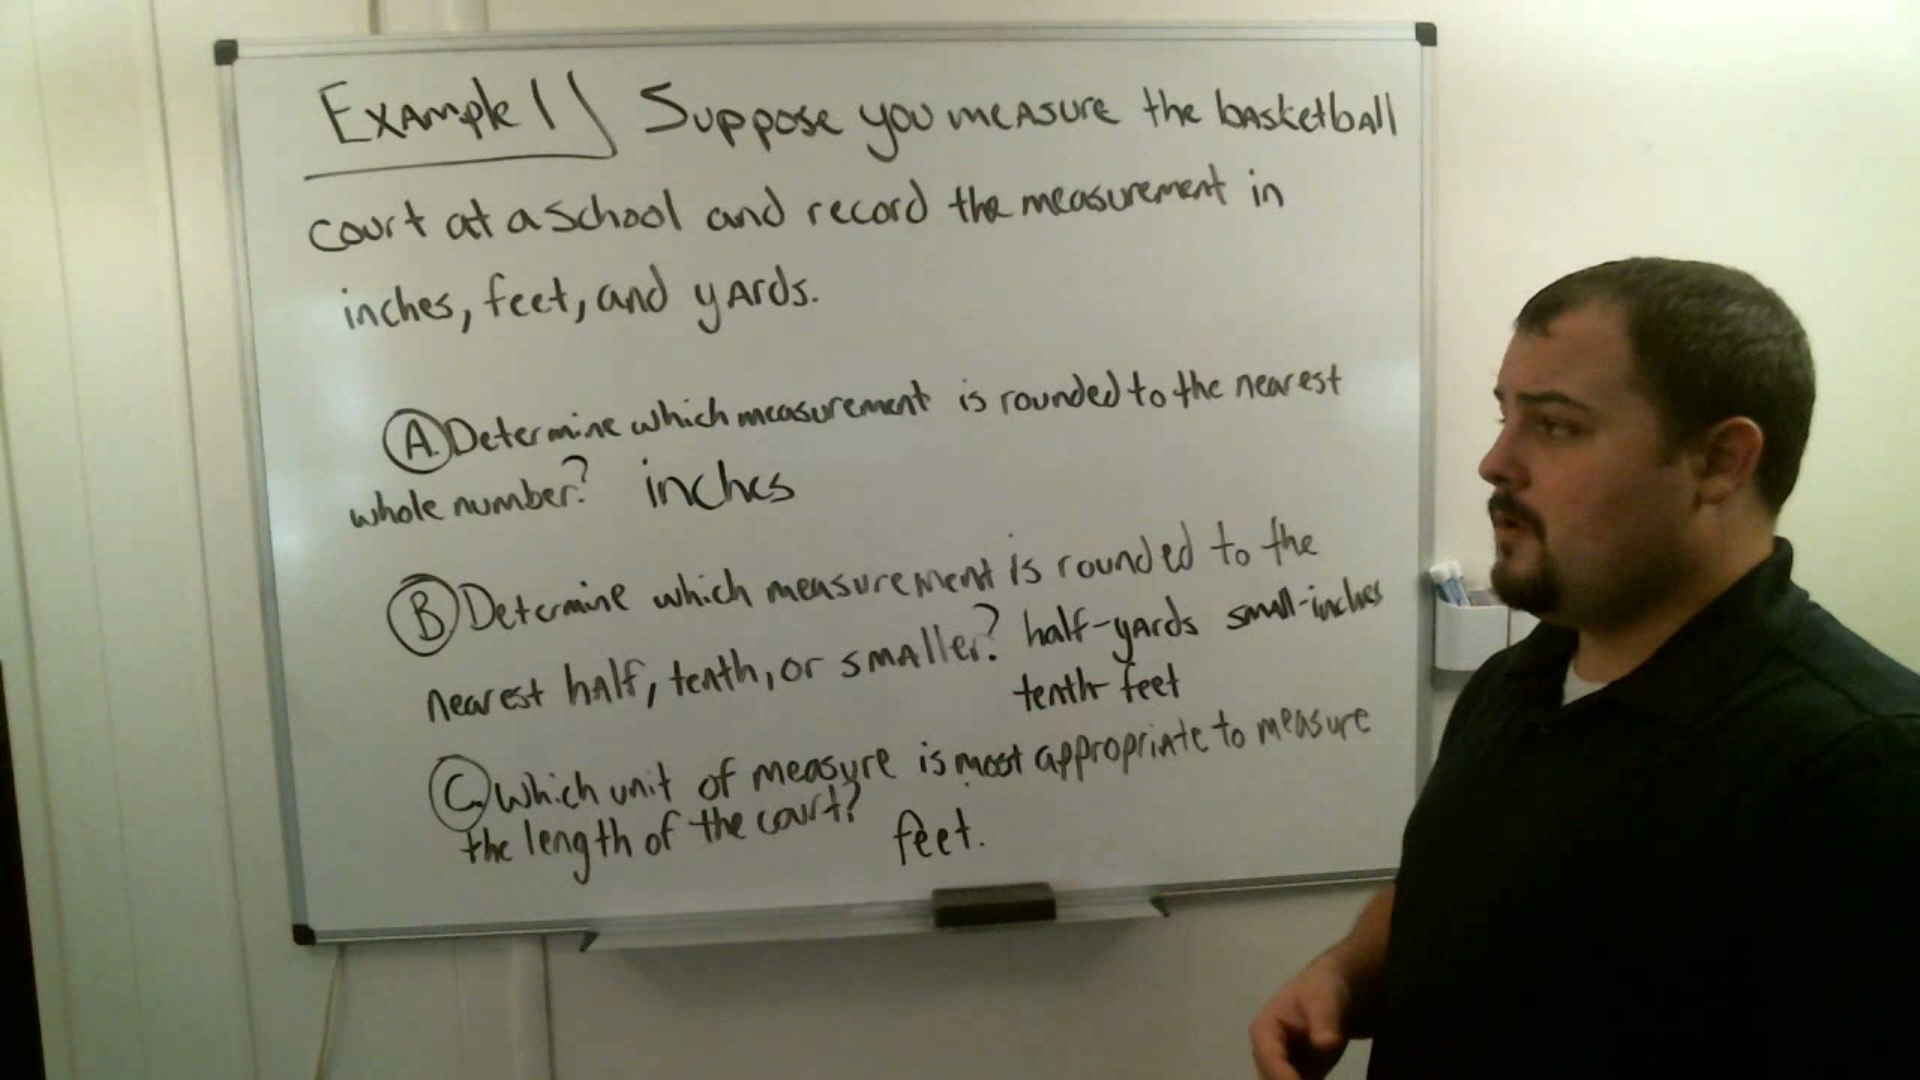 Example 1) Suppose you measure the basketball
court at a school and record the measurement in
inches, feet, and yards.
A. Determine which measurement is rounded to the nearest
whole number? inches
B. Determine which measurement is rounded to the
nearest half, tenth, or smaller? half-yards small-inches
tenth-feet
C. Which unit of measure is most appropriate to measure
the length of the court? feet.